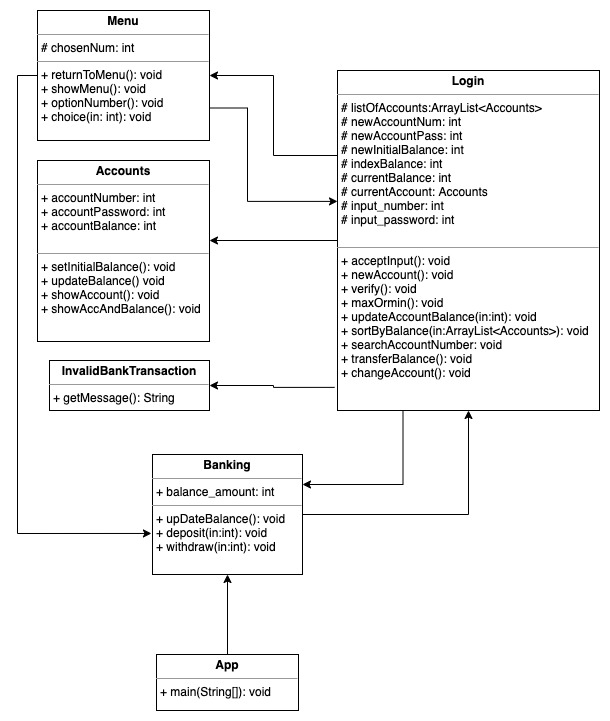 Menu
# chosenNum: int
+ returnToMenu(): void
+ showMenu(): void
+ optionNumber(): void
+ choice(in: int): void
Login
# listOfAccounts:ArrayList<Accounts>
# newAccountNum: int
# newAccountPass: int
# newInitialBalance: int
# indexBalance: int
# currentBalance: int
# currentAccount: Accounts
# input_number: int
# input_password: int
+ acceptInput(): void
+ newAccount(): void
+ verify(): void
+ maxOrmin(): void
+ updateAccountBalance(in:int): void
+ sortByBalance(in:ArrayList<Accounts>): void
+ searchAccountNumber: void
+ transferBalance(): void
+ changeAccount(): void
Accounts
+ accountNumber: int
+ accountPassword: int
+ accountBalance: int
+ setInitialBalance(): void
+ updateBalance() void
+ showAccount(): void
+ showAccAndBalance(): void
InvalidBankTransaction
+ getMessage(): String
Banking
+ balance_amount: int
+ upDateBalance(): void
+ deposit(in:int): void
+ withdraw(in:int): void
App
+ main(String[]): void